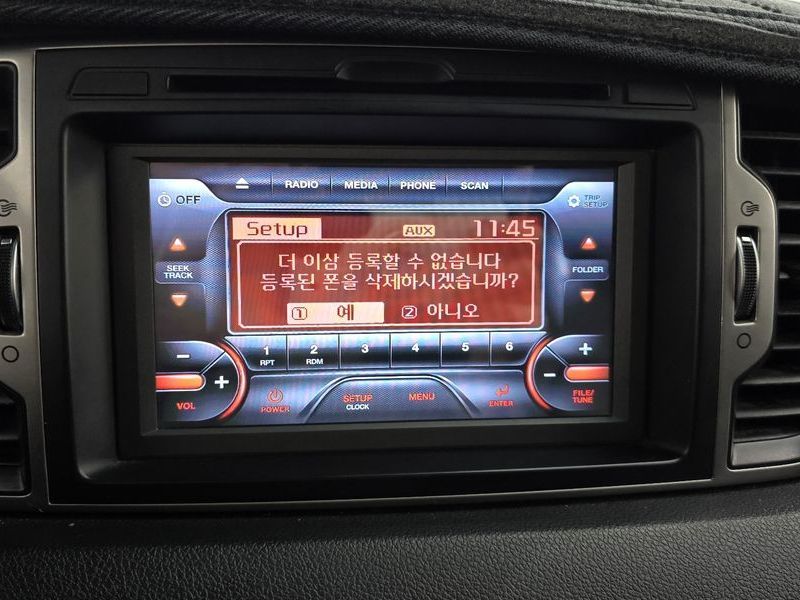 RADIO MEDIA PHONE SCAN
OFF
TRIP
SETUP
Setup AUX 11:45
더 이삼 등록할 수 없습니다
등록된 폰을 삭제하시겠습니까?
① 예 ② 아니오
SEEK
TRACK
FOLDER
1 2 3 4 5 6
RPT RDM
VOL
POWER
SETUP
CLOCK
MENU
ENTER
FILE/
TUNE